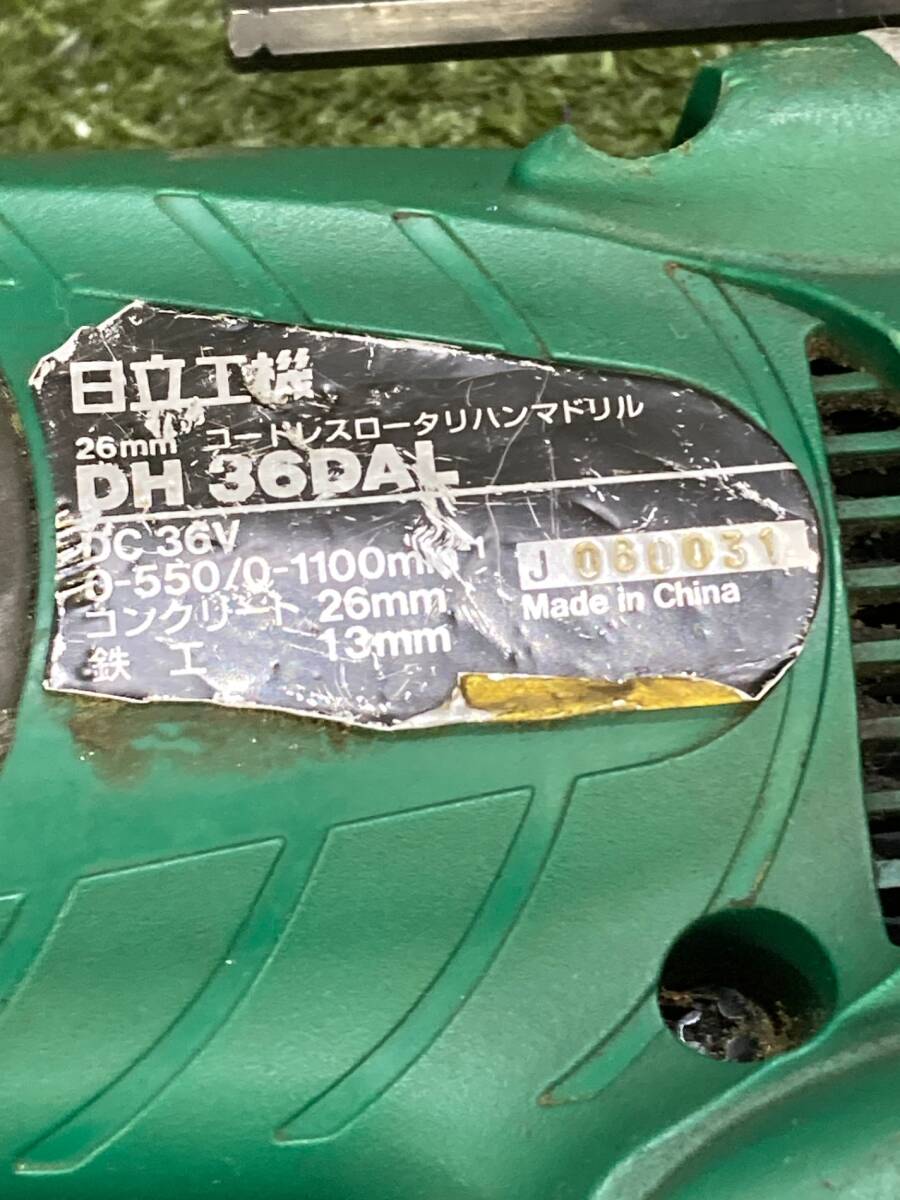 日立工機
26mm コードレスロータリハンマドリル
DH 36DAL
DC 36V
0-550/0-1100min-1
コンクリート 26mm
鉄 工 13mm
J 060031
Made in China